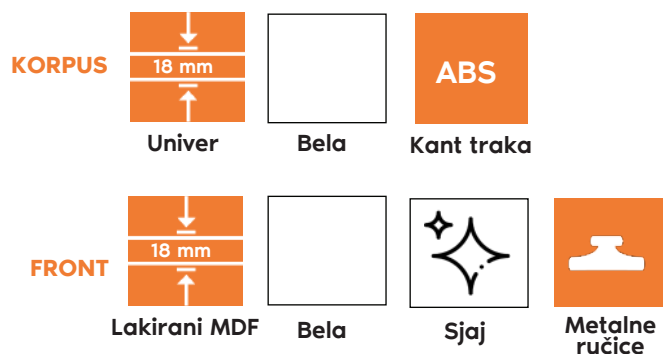 KORPUS
18 mm
ABS
Univer
Bela
Kant traka
FRONT
18 mm
Lakirani MDF
Bela
Sjaj
Metalne
ručice